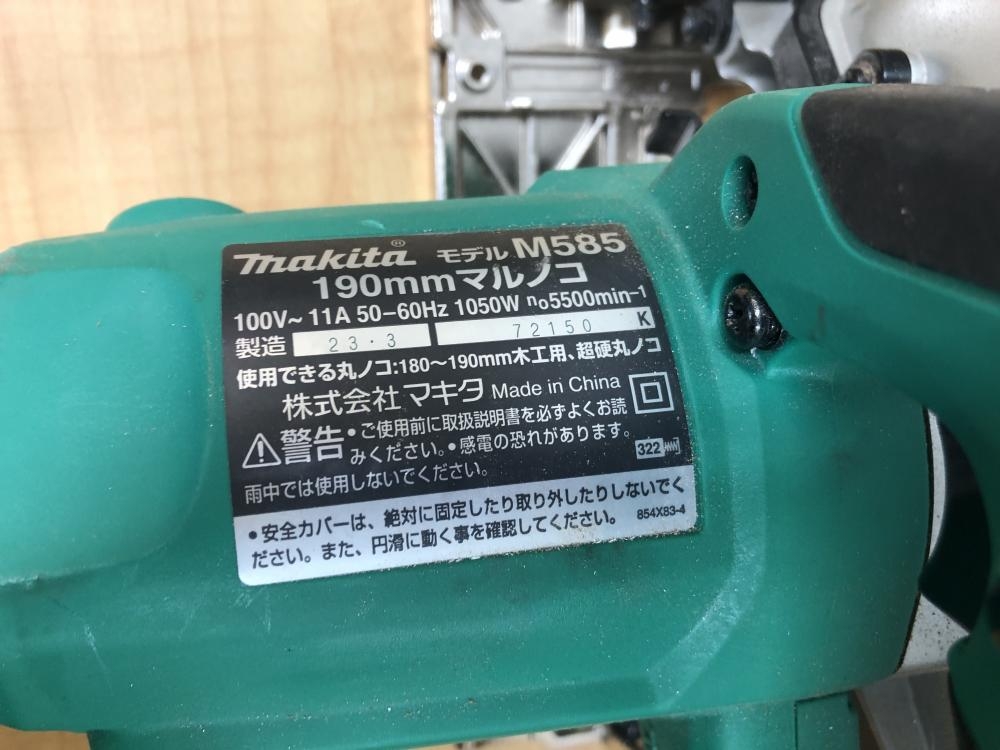 makita® モデル M585
190mmマルノコ
100V～ 11A 50-60Hz 1050W no5500min-1
製造 23・3 72150 K
使用できる丸ノコ:180～190mm木工用、超硬丸ノコ
株式会社マキタ Made in China
警告 •ご使用前に取扱説明書を必ずよくお読
みください。•感電の恐れがあります。
雨中では使用しないでください。
322
•安全カバーは、絶対に固定したり取り外したりしないでく
ださい。また、円滑に動く事を確認してください。 854X83-4